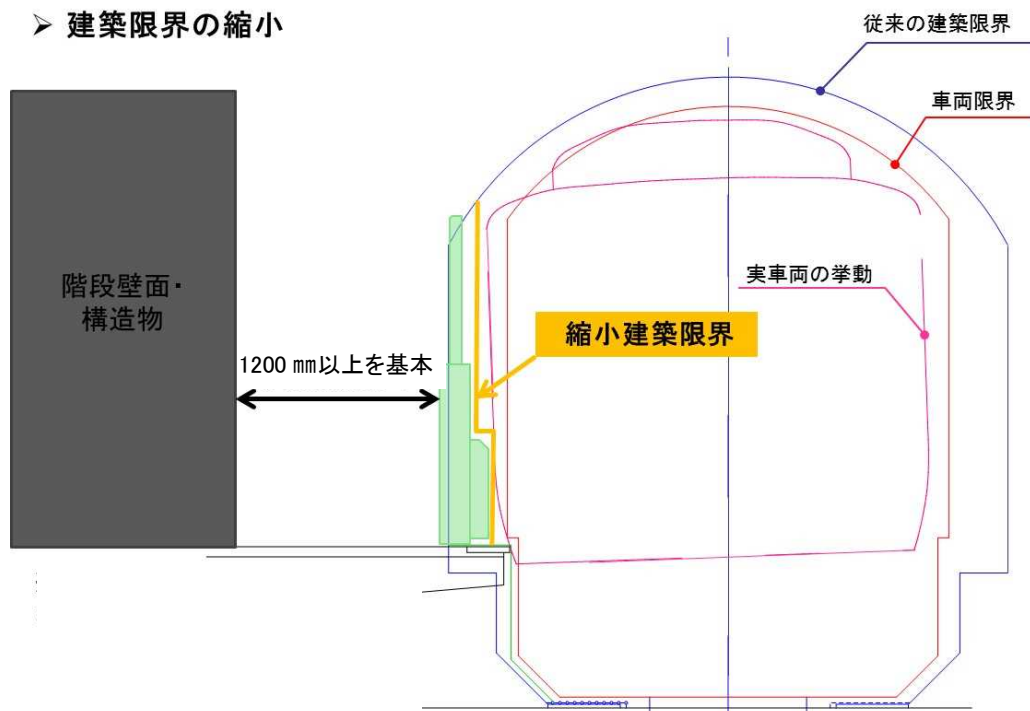 ➢ 建築限界の縮小
従来の建築限界
車両限界
階段壁面・
構造物
実車両の挙動
縮小建築限界
1200 ㎜以上を基本